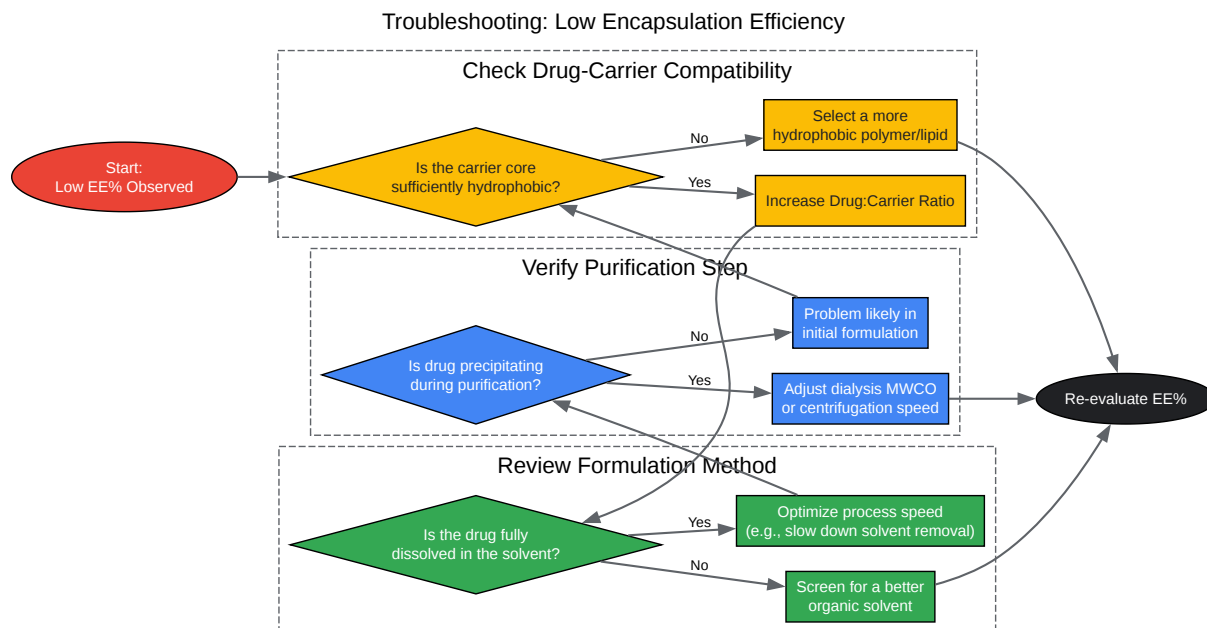 Troubleshooting: Low Encapsulation Efficiency
Check Drug-Carrier Compatibility
Start:
Low EE% Observed
Is the carrier core
sufficiently hydrophobic?
No
Select a more
hydrophobic polymer/lipid
Yes
Increase Drug:Carrier Ratio
Verify Purification Step
Is drug precipitating
during purification?
No
Problem likely in
initial formulation
Yes
Adjust dialysis MWCO
or centrifugation speed
Re-evaluate EE%
Review Formulation Method
Is the drug fully
dissolved in the solvent?
Yes
Optimize process speed
(e.g., slow down solvent removal)
No
Screen for a better
organic solvent